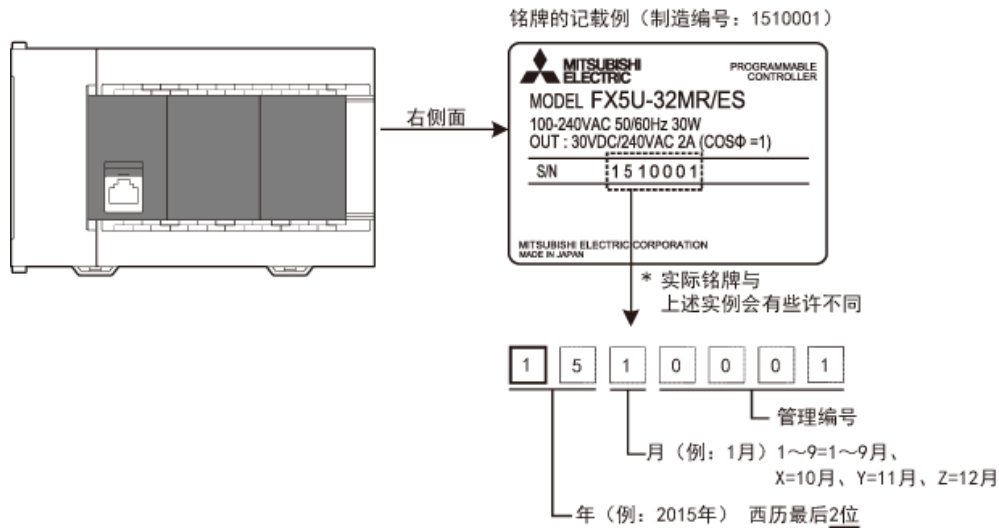 铭牌的记载例（制造编号：1510001）
MITSUBISHI
ELECTRIC
PROGRAMMABLE
CONTROLLER
MODEL FX5U-32MR/ES
100-240VAC 50/60Hz 30W
OUT : 30VDC/240VAC 2A (COSΦ =1)
S/N 1510001
MITSUBISHI ELECTRIC CORPORATION
MADE IN JAPAN
右侧面
* 实际铭牌与
上述实例会有些许不同
1 5 1 0 0 0 1
管理编号
月（例：1月）1～9=1～9月、
X=10月、Y=11月、Z=12月
年（例：2015年） 西历最后2位